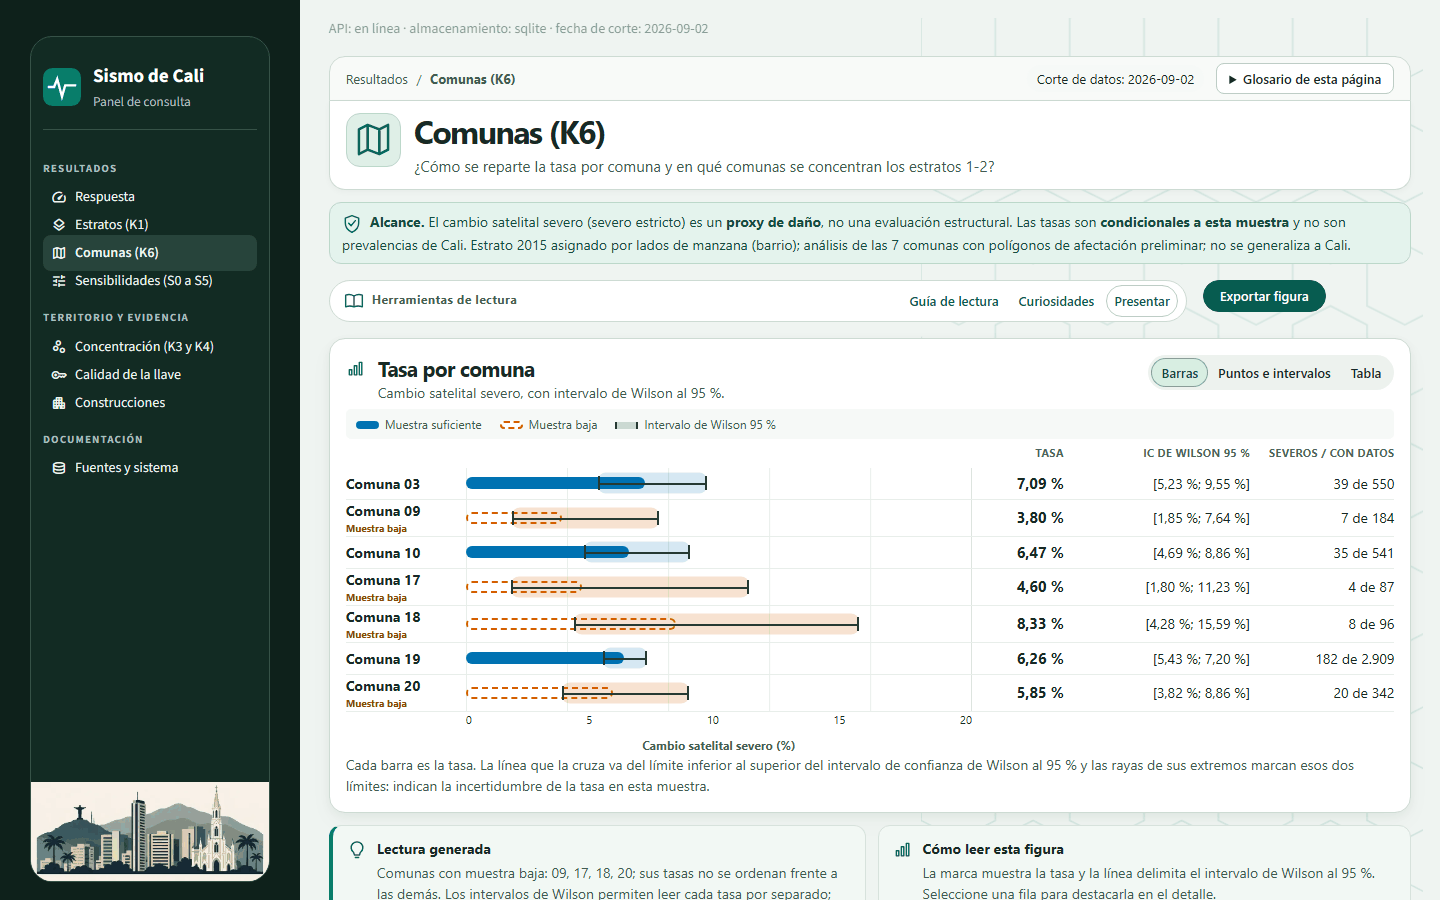 Sismo de Cali
Panel de consulta
RESULTADOS
Respuesta
Estratos (K1)
Comunas (K6)
Sensibilidades (S0 a S5)
TERRITORIO Y EVIDENCIA
Concentración (K3 y K4)
Calidad de la llave
Construcciones
DOCUMENTACIÓN
Fuentes y sistema
API: en línea · almacenamiento: sqlite · fecha de corte: 2026-09-02
Resultados / Comunas (K6)
Corte de datos: 2026-09-02
▶ Glosario de esta página
Comunas (K6)
¿Cómo se reparte la tasa por comuna y en qué comunas se concentran los estratos 1-2?
Alcance. El cambio satelital severo (severo estricto) es un proxy de daño, no una evaluación estructural. Las tasas son condicionales a esta muestra y no son
prevalencias de Cali. Estrato 2015 asignado por lados de manzana (barrio); análisis de las 7 comunas con polígonos de afectación preliminar; no se generaliza a Cali.
Herramientas de lectura
Guía de lectura
Curiosidades
Presentar
Exportar figura
Tasa por comuna
Cambio satelital severo, con intervalo de Wilson al 95 %.
Barras
Puntos e intervalos
Tabla
Muestra suficiente
Muestra baja
Intervalo de Wilson 95 %
TASA IC DE WILSON 95 % SEVEROS / CON DATOS
Comuna 03 7,09 % [5,23 %; 9,55 %] 39 de 550
Comuna 09 3,80 % [1,85 %; 7,64 %] 7 de 184
Muestra baja
Comuna 10 6,47 % [4,69 %; 8,86 %] 35 de 541
Comuna 17 4,60 % [1,80 %; 11,23 %] 4 de 87
Muestra baja
Comuna 18 8,33 % [4,28 %; 15,59 %] 8 de 96
Muestra baja
Comuna 19 6,26 % [5,43 %; 7,20 %] 182 de 2.909
Comuna 20 5,85 % [3,82 %; 8,86 %] 20 de 342
Muestra baja
0 5 10 15 20
Cambio satelital severo (%)
Cada barra es la tasa. La línea que la cruza va del límite inferior al superior del intervalo de confianza de Wilson al 95 % y las rayas de sus extremos marcan esos dos
límites: indican la incertidumbre de la tasa en esta muestra.
Lectura generada
Comunas con muestra baja: 09, 17, 18, 20; sus tasas no se ordenan frente a
las demás. Los intervalos de Wilson permiten leer cada tasa por separado;
Cómo leer esta figura
La marca muestra la tasa y la línea delimita el intervalo de Wilson al 95 %.
Seleccione una fila para destacarla en el detalle.